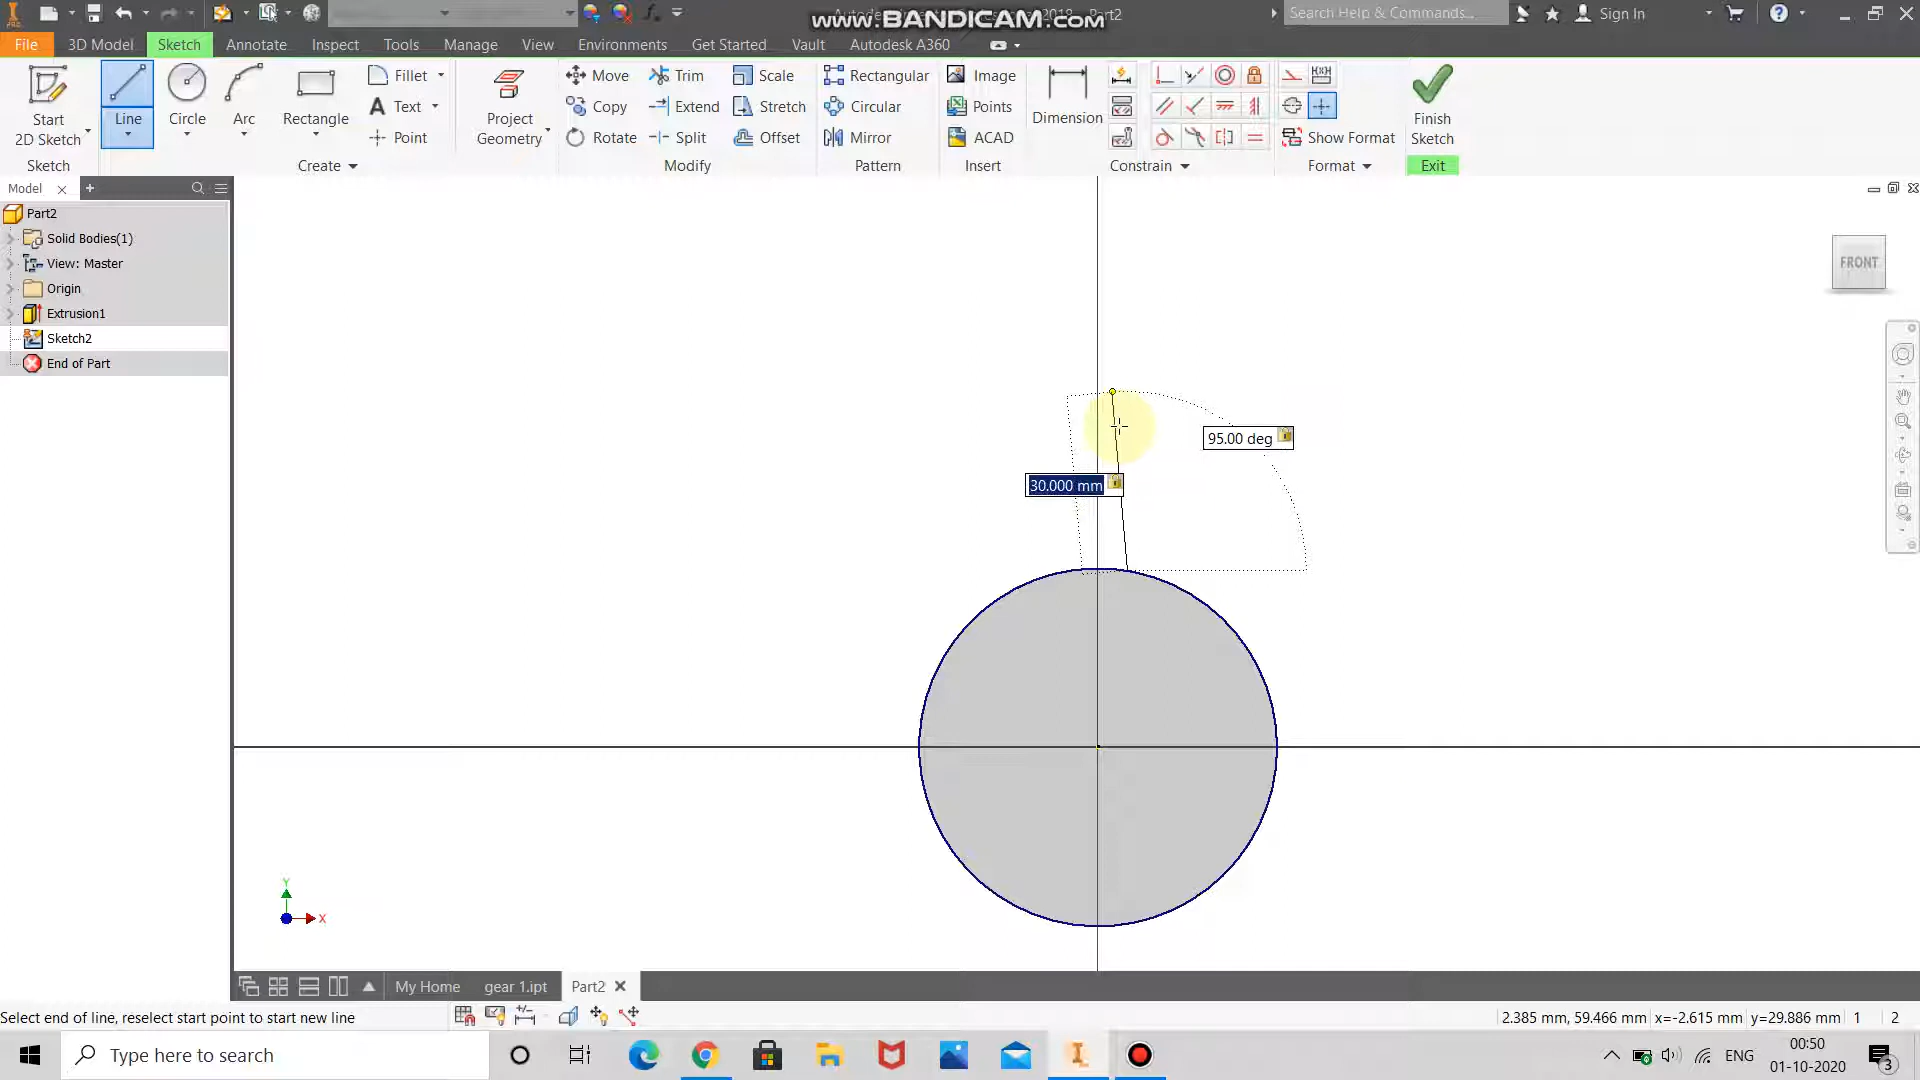 Autodesk
2018 - Part2
www.BANDICAM.com
Search Help & Commands...
Sign In
PRO
File
3D Model
Sketch
Annotate
Inspect
Tools
Manage
View
Environments
Get Started
Vault
Autodesk A360
Start
2D Sketch
Line
Circle
Arc
Rectangle
Fillet
Text
Point
Project
Geometry
Move
Copy
Rotate
Trim
Extend
Split
Scale
Stretch
Offset
Rectangular
Circular
Mirror
Image
Points
ACAD
Dimension
Show Format
Finish
Sketch
Sketch
Create
Modify
Pattern
Insert
Constrain
Format
Exit
Model
Part2
Solid Bodies(1)
View: Master
Origin
Extrusion1
Sketch2
End of Part
FRONT
95.00 deg
30.000 mm
Y
X
My Home
gear 1.ipt
Part2
Select end of line, reselect start point to start new line
2.385 mm, 59.466 mm x=-2.615 mm y=29.886 mm 1 2
Type here to search
ENG
00:50
01-10-2020
3